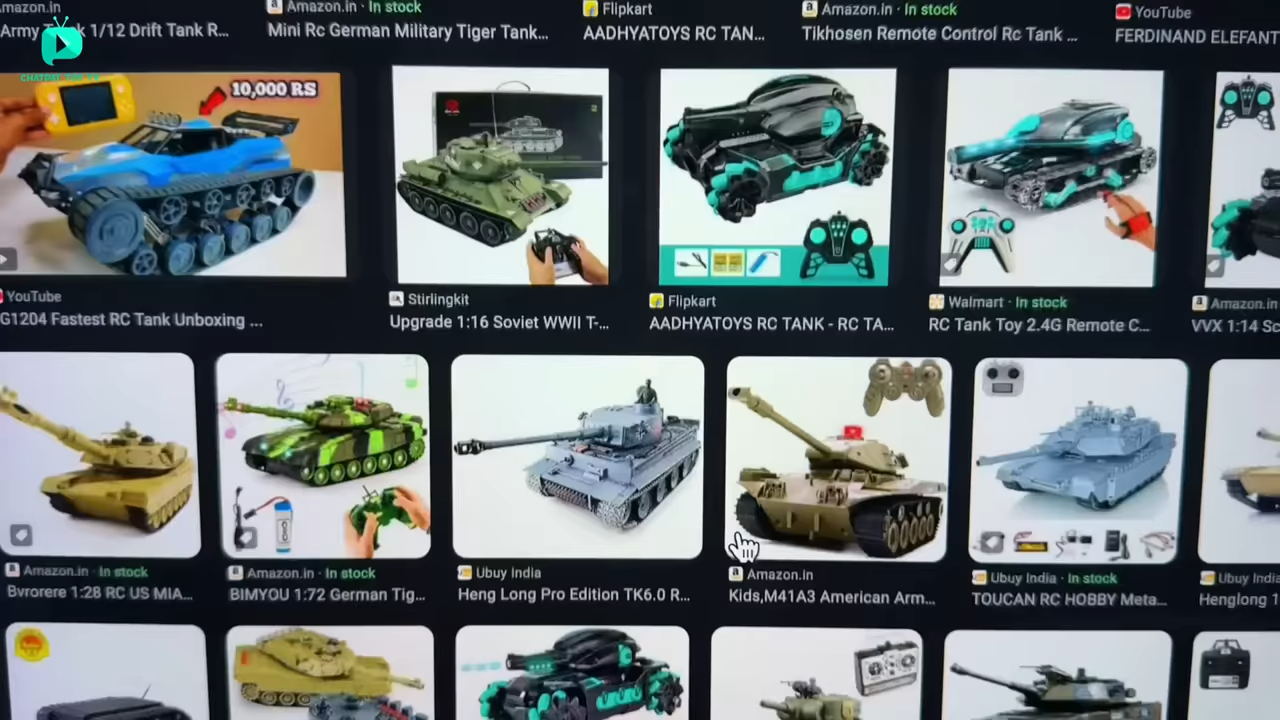 mazon.in
Amazon.in · In stock
Flipkart
Amazon.in · In stock
YouTube
Army 1/12 Drift Tank R...
Mini Rc German Military Tiger Tank...
AADHYATOYS RC TAN...
Tikhosen Remote Control Rc Tank ...
FERDINAND ELEFANT
10,000 RS
YouTube
G1204 Fastest RC Tank Unboxing ...
Stirlingkit
Upgrade 1:16 Soviet WWII T-...
Flipkart
AADHYATOYS RC TANK - RC TA...
Walmart · In stock
RC Tank Toy 2.4G Remote C...
Amazon.in
VVX 1:14 Sc
Amazon.in · In stock
Bvrorere 1:28 RC US MIA...
Amazon.in · In stock
BIMYOU 1:72 German Tig...
Ubuy India
Heng Long Pro Edition TK6.0 R...
Amazon.in
Kids,M41A3 American Arm...
Ubuy India · In stock
TOUCAN RC HOBBY Meta...
Ubuy India
Henglong 1